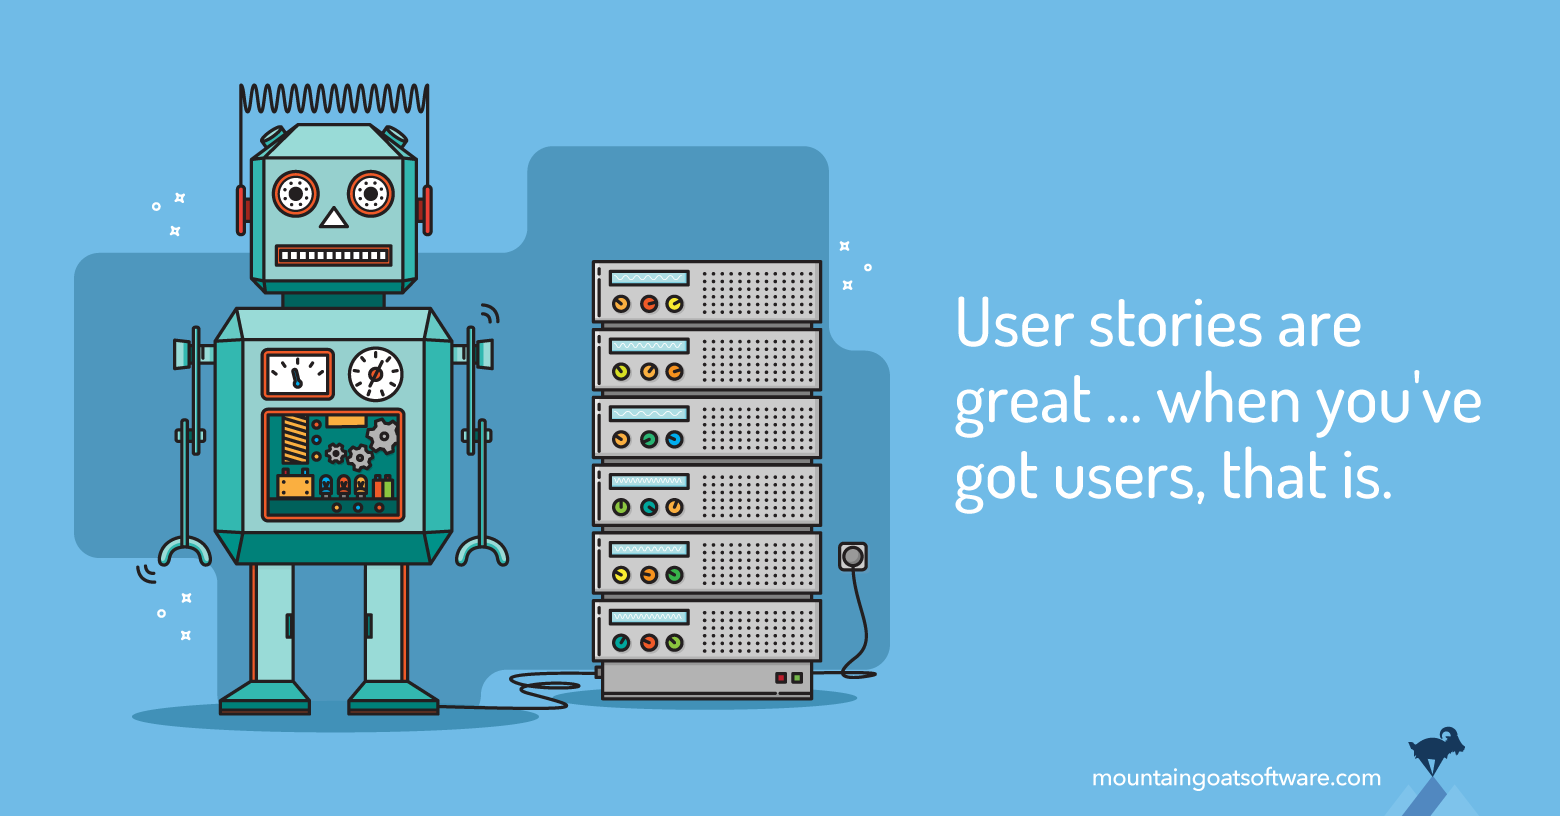 User stories are
great ... when you've
got users, that is.
mountaingoatsoftware.com